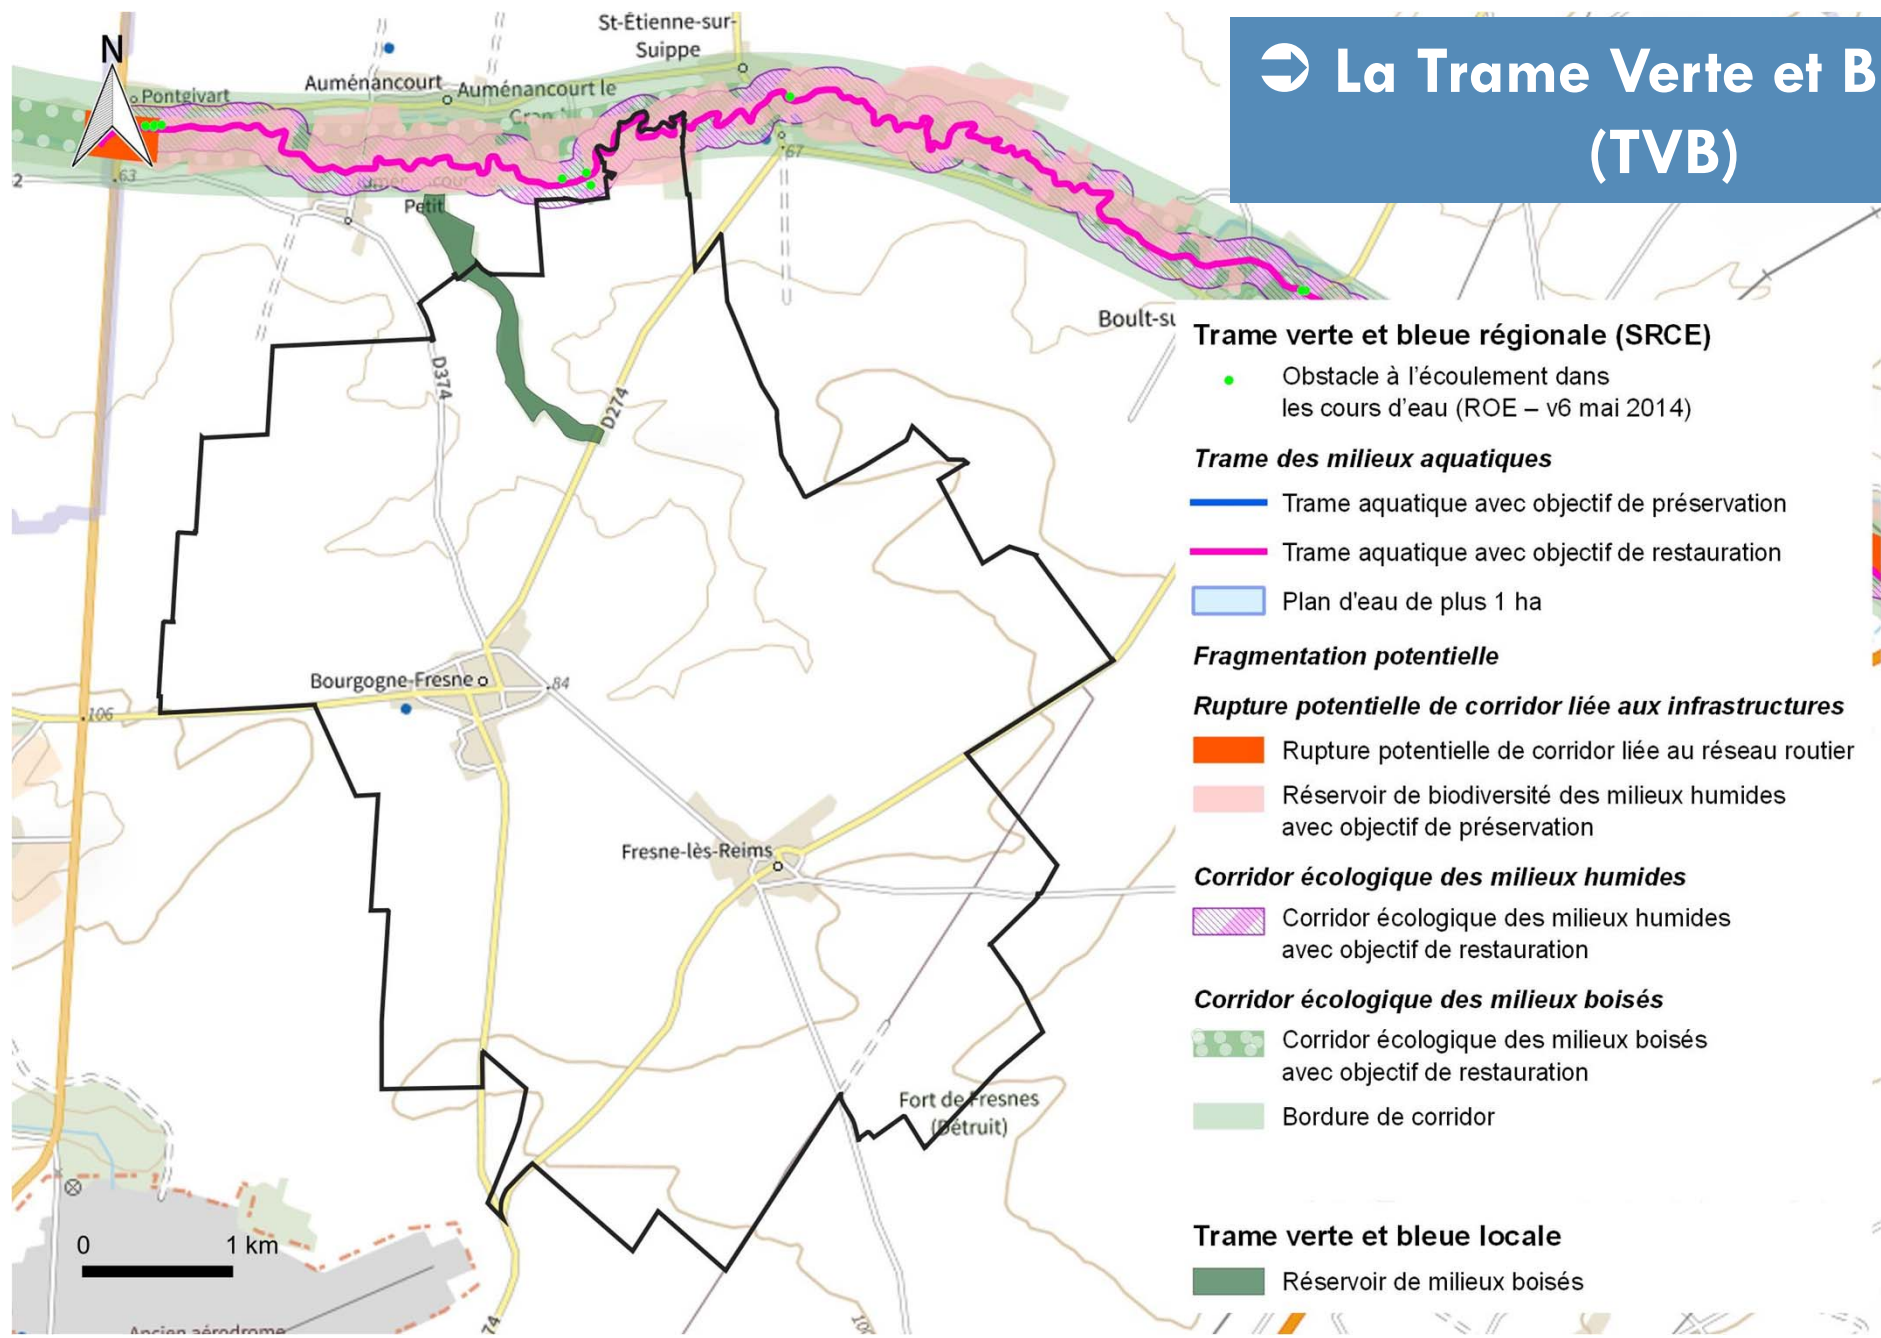 ➲ La Trame Verte et B
(TVB)
N
St-Étienne-sur-
Suippe
Auménancourt
Auménancourt le
Pontgivart
67
63
2
Petit
Boult-su
D374
D274
Bourgogne-Fresne
84
106
Fresne-lès-Reims
Fort de Fresnes
(Détruit)
0 1 km
74
Ancien aérodrome
Trame verte et bleue régionale (SRCE)
Obstacle à l'écoulement dans
les cours d'eau (ROE – v6 mai 2014)
Trame des milieux aquatiques
Trame aquatique avec objectif de préservation
Trame aquatique avec objectif de restauration
Plan d'eau de plus 1 ha
Fragmentation potentielle
Rupture potentielle de corridor liée aux infrastructures
Rupture potentielle de corridor liée au réseau routier
Réservoir de biodiversité des milieux humides
avec objectif de préservation
Corridor écologique des milieux humides
Corridor écologique des milieux humides
avec objectif de restauration
Corridor écologique des milieux boisés
Corridor écologique des milieux boisés
avec objectif de restauration
Bordure de corridor
Trame verte et bleue locale
Réservoir de milieux boisés